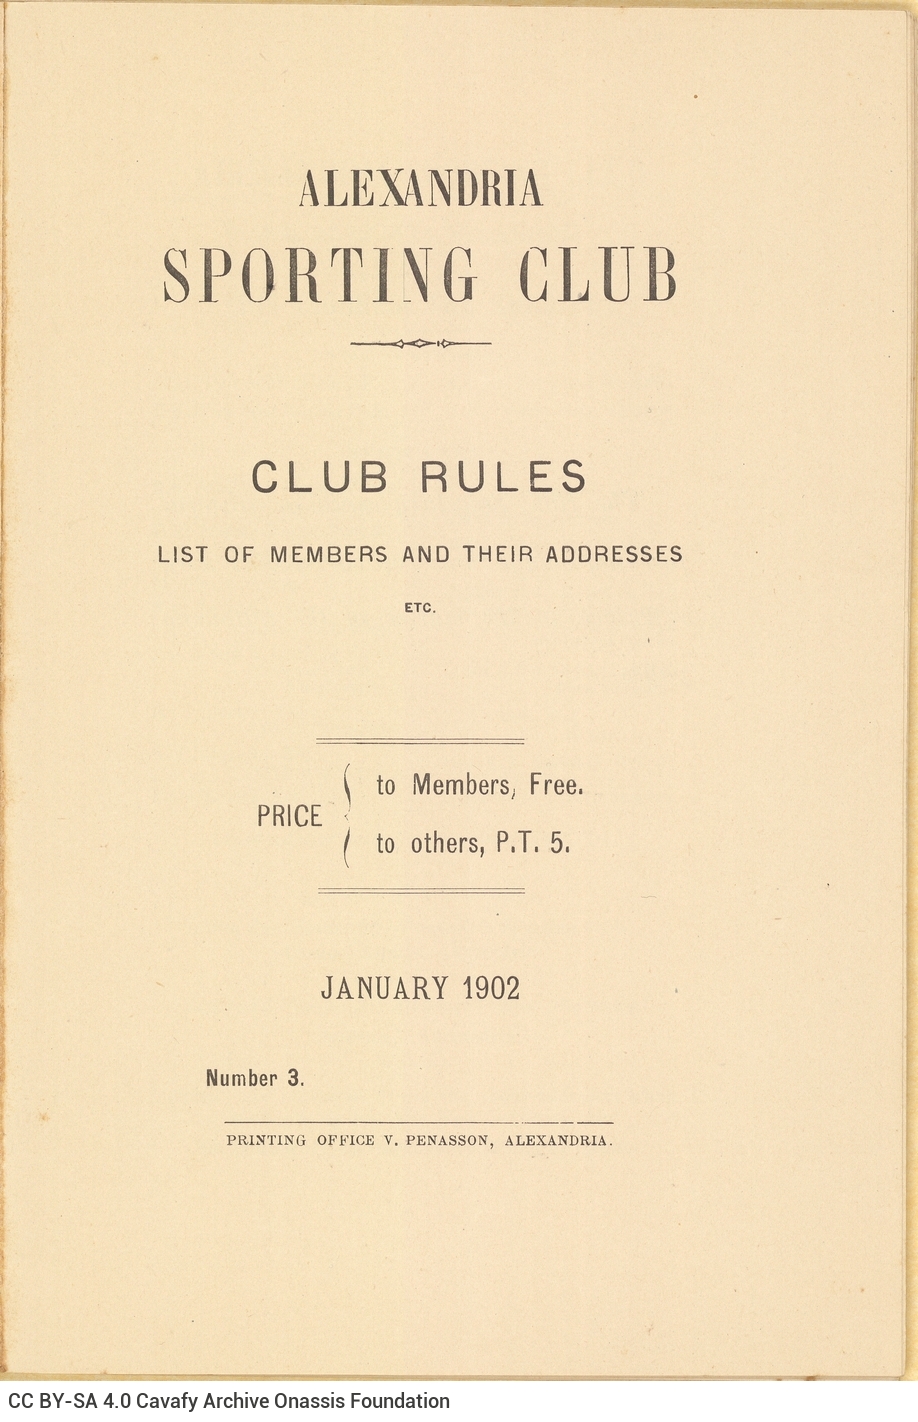 ALEXANDRIA
SPORTING CLUB
CLUB RULES
LIST OF MEMBERS AND THEIR ADDRESSES
ETC.
PRICE
to Members, Free.
to others, P.T. 5.
JANUARY 1902
Number 3.
PRINTING OFFICE V. PENASSON, ALEXANDRIA.
CC BY-SA 4.0 Cavafy Archive Onassis Foundation